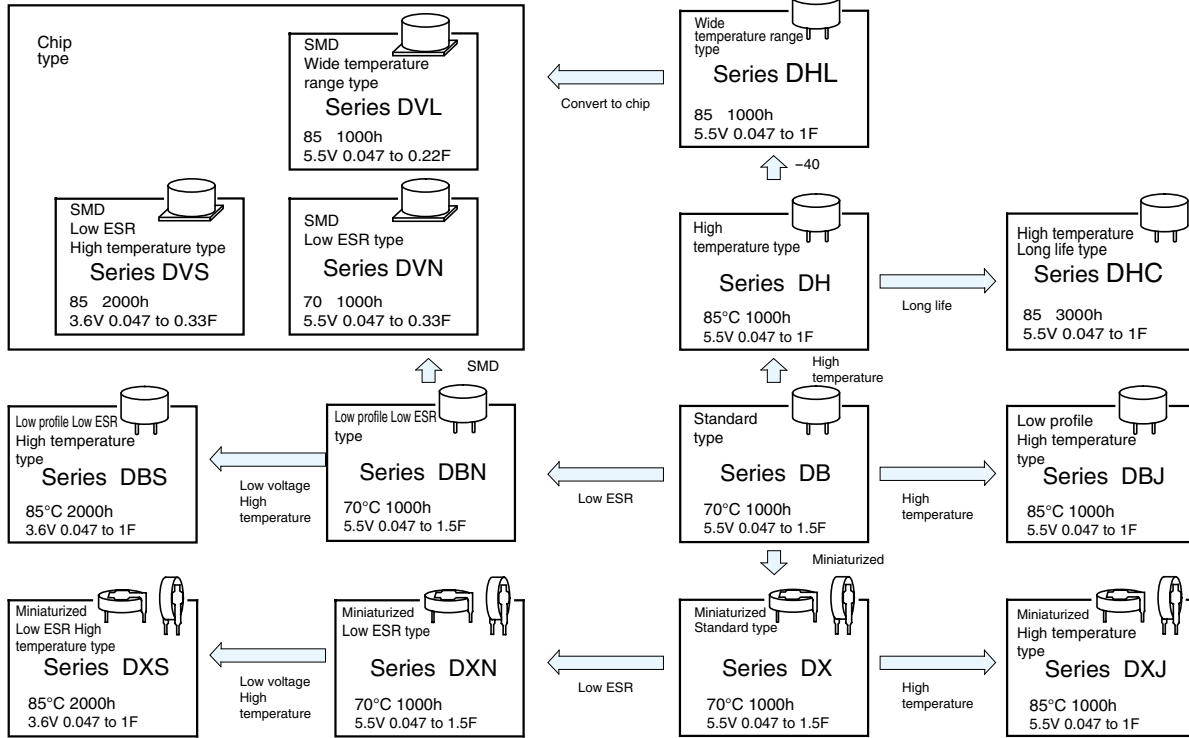 Chip
type
SMD
Wide temperature
range type
Series DVL
85 1000h
5.5V 0.047 to 0.22F
Convert to chip
Wide
temperature range
type
Series DHL
85 1000h
5.5V 0.047 to 1F
−40
SMD
Low ESR
High temperature type
Series DVS
85 2000h
3.6V 0.047 to 0.33F
SMD
Low ESR type
Series DVN
70 1000h
5.5V 0.047 to 0.33F
High
temperature type
Series DH
85°C 1000h
5.5V 0.047 to 1F
Long life
High temperature
Long life type
Series DHC
85 3000h
5.5V 0.047 to 1F
SMD
High
temperature
Low profile Low ESR
High temperature
type
Series DBS
85°C 2000h
3.6V 0.047 to 1F
Low voltage
High
temperature
Low profile Low ESR
type
Series DBN
70°C 1000h
5.5V 0.047 to 1.5F
Low ESR
Standard
type
Series DB
70°C 1000h
5.5V 0.047 to 1.5F
High
temperature
Low profile
High temperature
type
Series DBJ
85°C 1000h
5.5V 0.047 to 1F
Miniaturized
Miniaturized
Low ESR High
temperature type
Series DXS
85°C 2000h
3.6V 0.047 to 1F
Low voltage
High
temperature
Miniaturized
Low ESR type
Series DXN
70°C 1000h
5.5V 0.047 to 1.5F
Low ESR
Miniaturized
Standard type
Series DX
70°C 1000h
5.5V 0.047 to 1.5F
High
temperature
Miniaturized
High temperature
type
Series DXJ
85°C 1000h
5.5V 0.047 to 1F